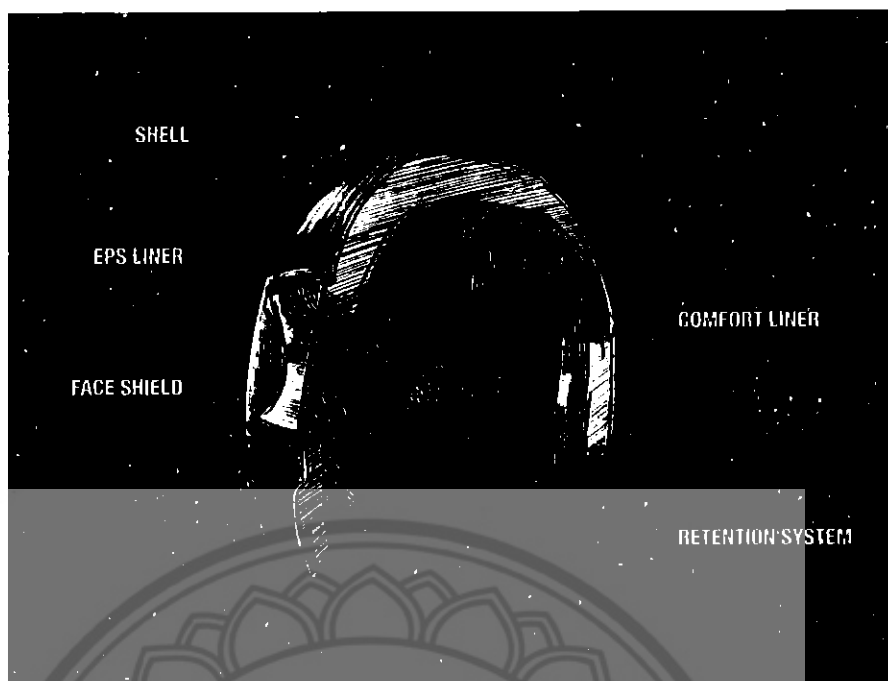 SHELL
EPS LINER
COMFORT LINER
FACE SHIELD
RETENTION SYSTEM